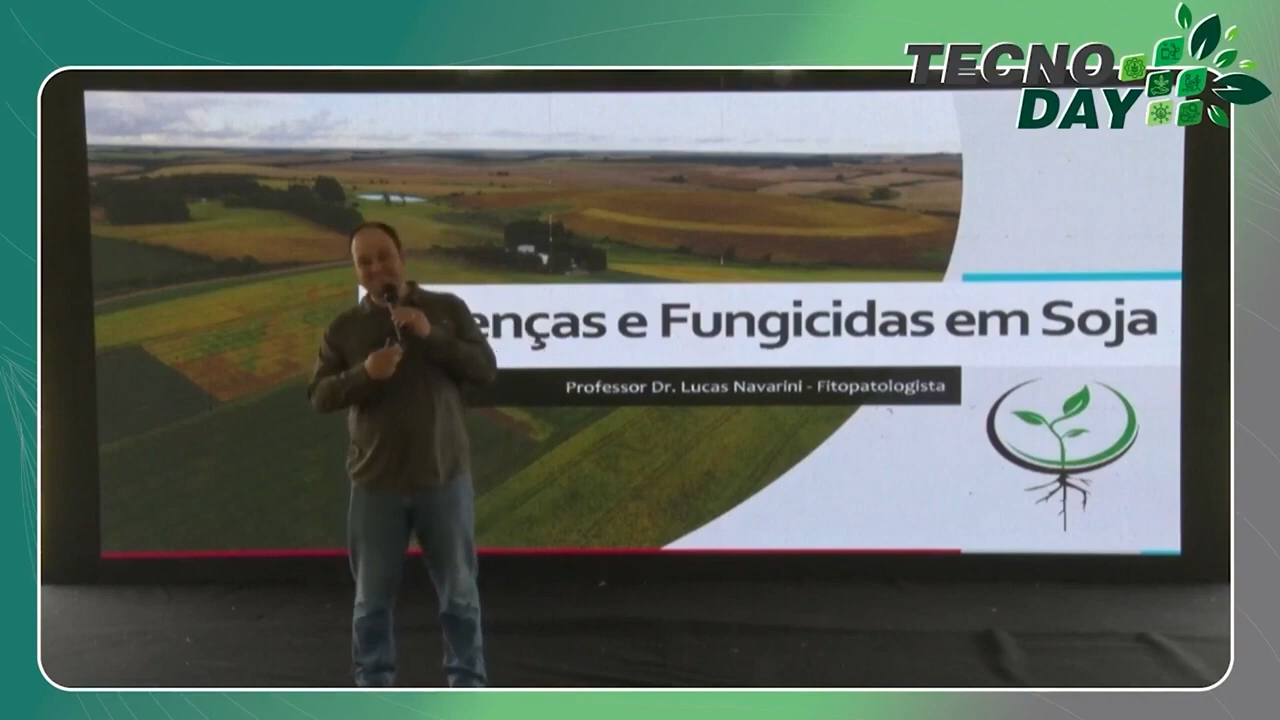 TECNO
DAY
enças e Fungicidas em Soja
Professor Dr. Lucas Navarini - Fitopatologista